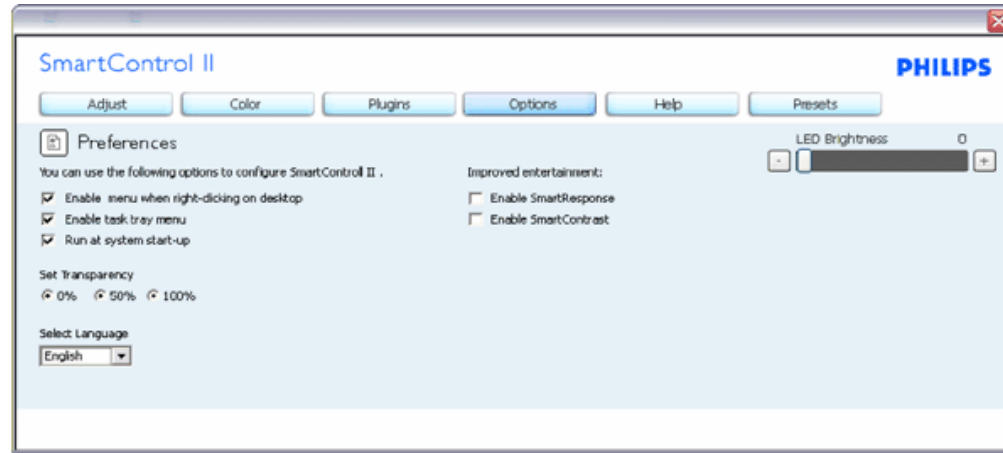 SmartControl II
PHILIPS
Adjust Color Plugins Options Help Presets
Preferences
LED Brightness 0
- +
You can use the following options to configure SmartControl II .
Improved entertainment:
Enable menu when right-clicking on desktop
Enable SmartResponse
Enable task tray menu
Enable SmartContrast
Run at system start-up
Set Transparency
0% 50% 100%
Select Language
English